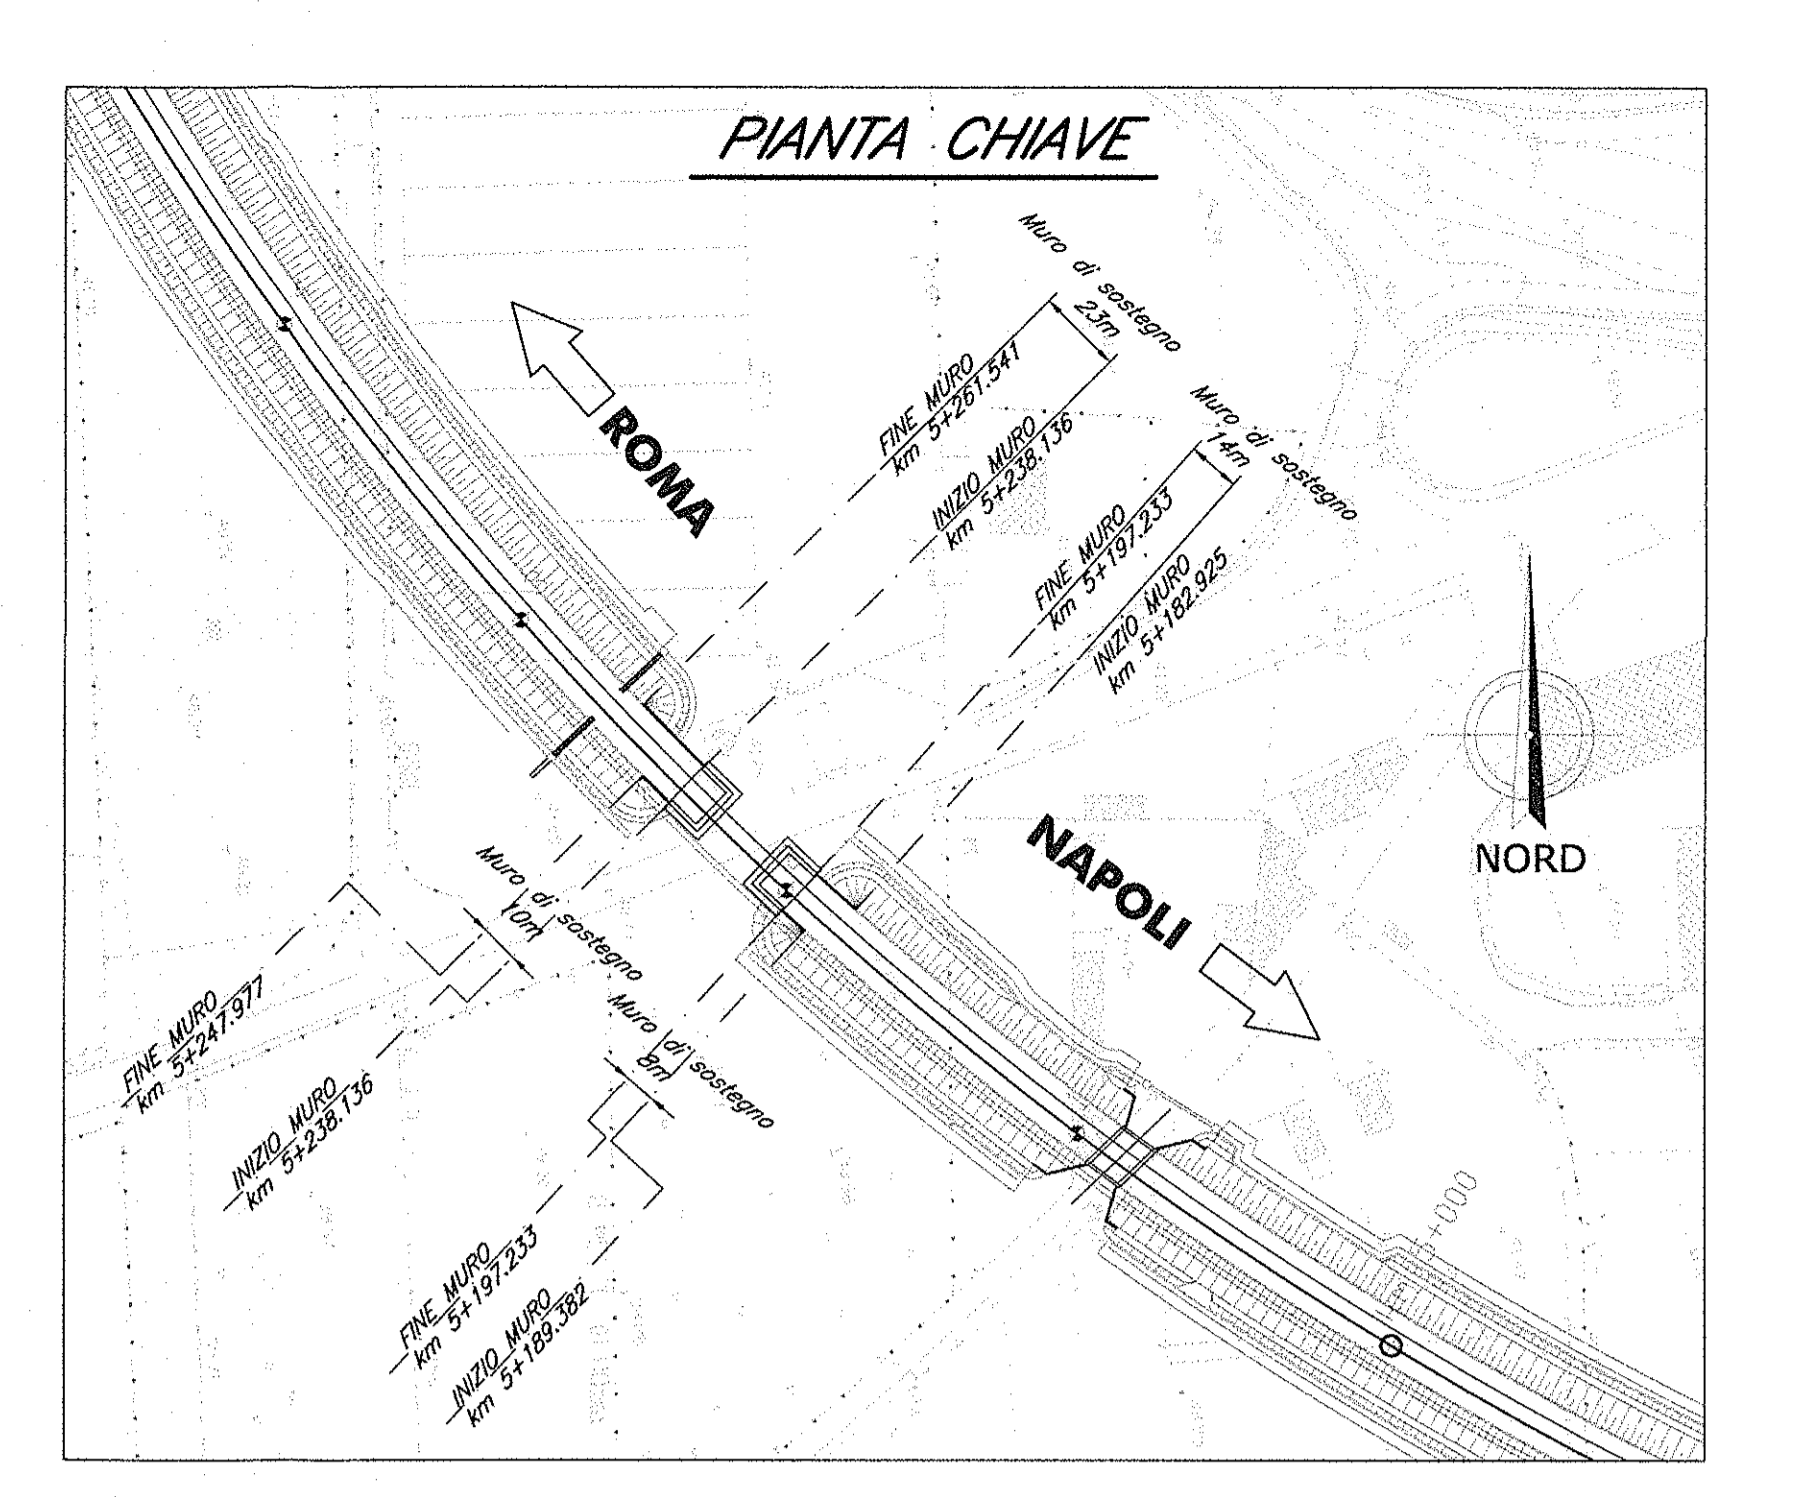 PIANTA CHIAVE
Muro di sostegno
23m
FINE MURO
km 5+261.541
INIZIO MURO
km 5+238.136
Muro di sostegno
14m
FINE MURO
km 5+197.233
INIZIO MURO
km 5+182.925
ROMA
NAPOLI
NORD
Muro di sostegno
10m
FINE MURO
km 5+247.977
INIZIO MURO
km 5+238.136
Muro di sostegno
8m
FINE MURO
km 5+197.233
INIZIO MURO
km 5+189.382
+000